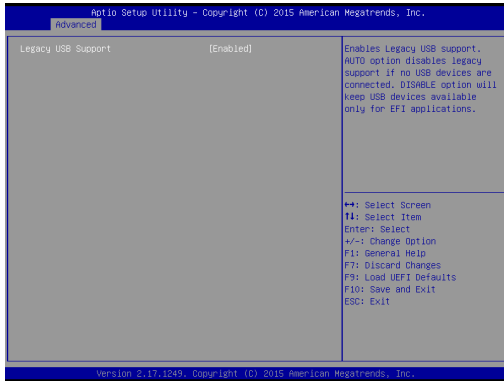 Aptio Setup Utility – Copyright (C) 2015 American Megatrends, Inc.
Advanced
Legacy USB Support [Enabled]
Enables Legacy USB support.
AUTO option disables legacy
support if no USB devices are
connected. DISABLE option will
keep USB devices available
only for EFI applications.
↔: Select Screen
↑↓: Select Item
Enter: Select
+/-: Change Option
F1: General Help
F7: Discard Changes
F9: Load UEFI Defaults
F10: Save and Exit
ESC: Exit
Version 2.17.1249. Copyright (C) 2015 American Megatrends, Inc.